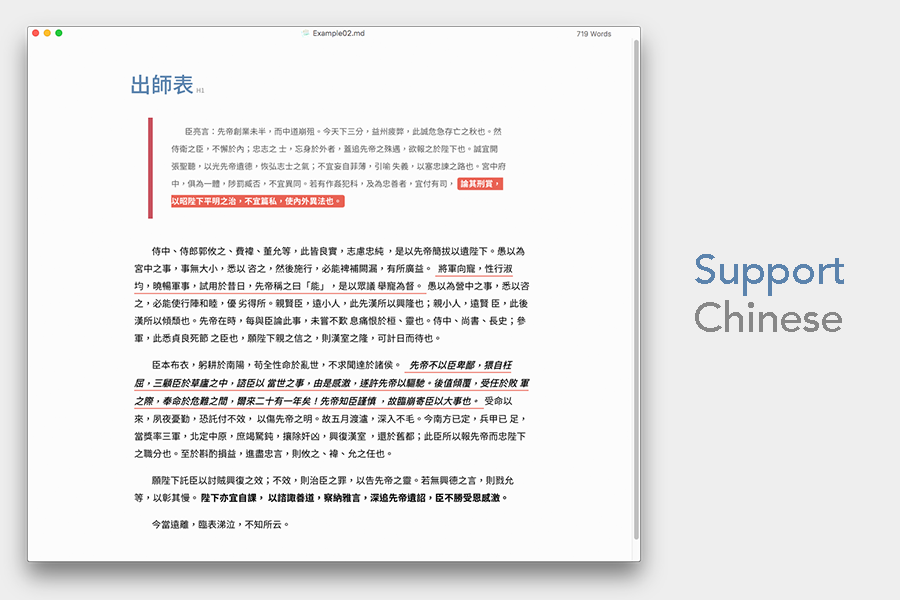 Example02.md
719 Words
出師表 H1
臣亮言：先帝創業未半，而中道崩殂。今天下三分，益州疲弊，此誠危急存亡之秋也。然
侍衛之臣，不懈於內；忠志之 士，忘身於外者，蓋追先帝之殊遇，欲報之於陛下也。誠宜開
張聖聽，以光先帝遺德，恢弘志士之氣；不宜妄自菲薄，引喻 失義，以塞忠諫之路也。宮中府
中，俱為一體，陟罰臧否，不宜異同。若有作姦犯科，及為忠善者，宜付有司， 論其刑賞，
以昭陛下平明之治，不宜篇私，使內外異法也。
侍中、侍郎郭攸之、費褘、董允等，此皆良實，志慮忠純 ，是以先帝簡拔以遺陛下。愚以為
宮中之事，事無大小，悉以 咨之，然後施行，必能裨補闕漏，有所廣益。 將軍向寵，性行淑
均，曉暢軍事，試用於昔日，先帝稱之曰「能」，是以眾議 舉寵為督。 愚以為營中之事，悉以咨
之，必能使行陣和睦，優 劣得所。親賢臣，遠小人，此先漢所以興隆也；親小人，遠賢 臣，此後
漢所以傾頹也。先帝在時，每與臣論此事，未嘗不歎 息痛恨於桓、靈也。侍中、尚書、長史；參
軍，此悉貞良死節 之臣也，願陛下親之信之，則漢室之隆，可計日而待也。
臣本布衣，躬耕於南陽，苟全性命於亂世，不求聞達於諸侯。 先帝不以臣卑鄙，猥自枉
屈，三顧臣於草廬之中，諮臣以 當世之事，由是感激，遂許先帝以驅馳。後值傾覆，受任於敗 軍
之際，奉命於危難之間，爾來二十有一年矣！先帝知臣謹慎 ，故臨崩寄臣以大事也。 受命以
來，夙夜憂勤，恐託付不效， 以傷先帝之明。故五月渡瀘，深入不毛。今南方已定，兵甲已 足，
當獎率三軍，北定中原，庶竭駑鈍，攘除奸凶，興復漢室 ，還於舊都；此臣所以報先帝而忠陛下
之職分也。至於斟酌損益，進盡忠言，則攸之、褘、允之任也。
願陛下託臣以討賊興復之效；不效，則治臣之罪，以告先帝之靈。若無興德之言，則戮允
等，以彰其慢。 陛下亦宜自課， 以諮諏善道，察納雅言，深追先帝遺詔，臣不勝受恩感激。
今當遠離，臨表涕泣，不知所云。
Support
Chinese